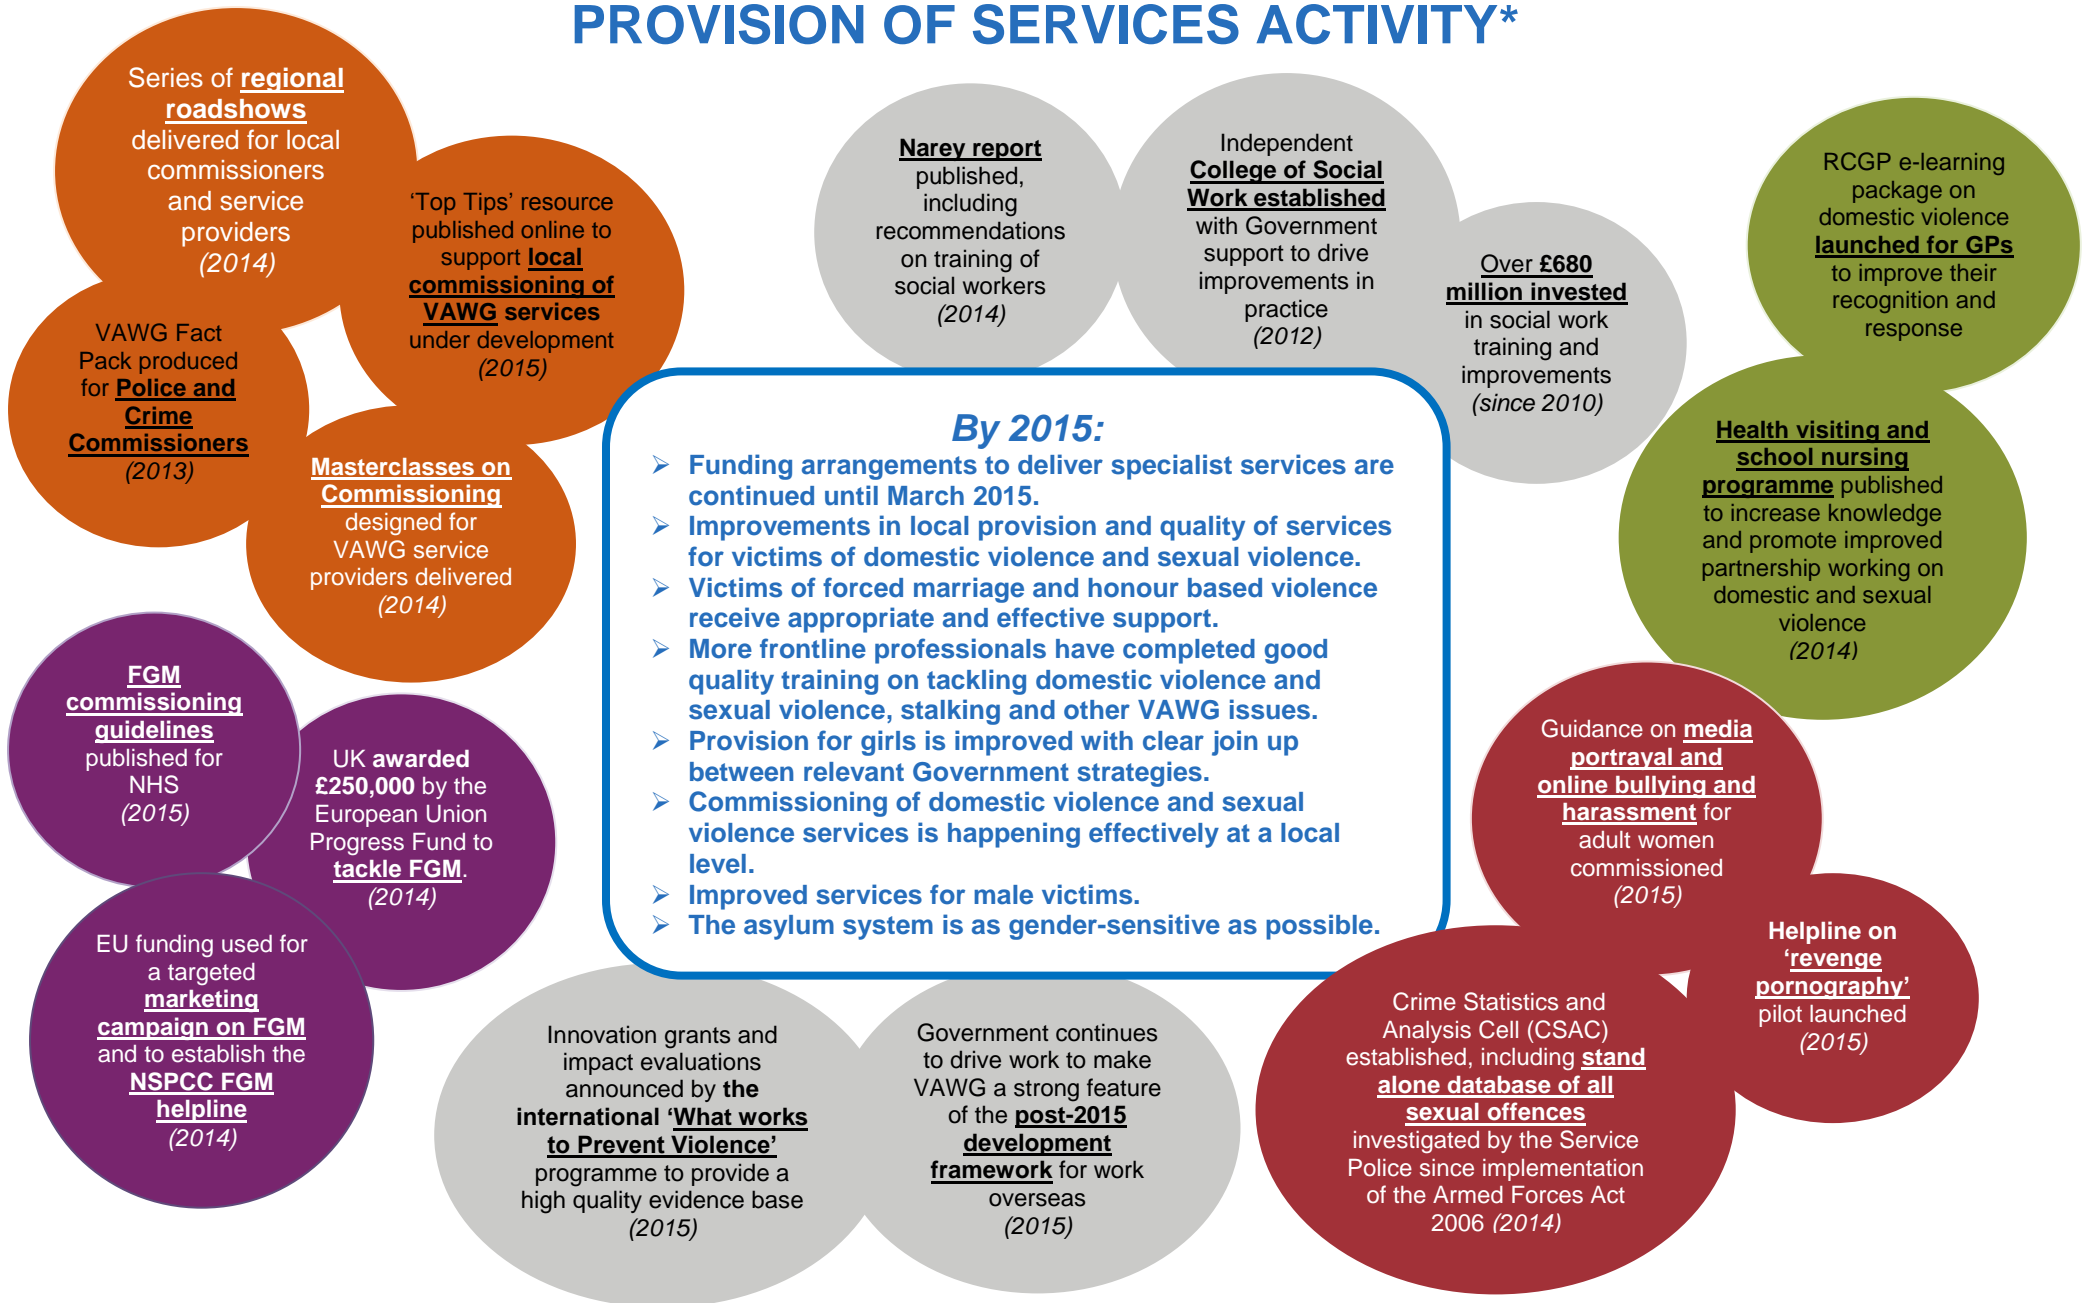 PROVISION OF SERVICES ACTIVITY*
Series of regional
roadshows
delivered for local
commissioners
and service
providers
(2014)
'Top Tips' resource
published online to
support local
commissioning of
VAWG services
under development
(2015)
VAWG Fact
Pack produced
for Police and
Crime
Commissioners
(2013)
Masterclasses on
Commissioning
designed for
VAWG service
providers delivered
(2014)
Narey report
published,
including
recommendations
on training of
social workers
(2014)
Independent
College of Social
Work established
with Government
support to drive
improvements in
practice
(2012)
Over £680
million invested
in social work
training and
improvements
(since 2010)
RCGP e-learning
package on
domestic violence
launched for GPs
to improve their
recognition and
response
Health visiting and
school nursing
programme published
to increase knowledge
and promote improved
partnership working on
domestic and sexual
violence
(2014)
By 2015:
➢ Funding arrangements to deliver specialist services are
continued until March 2015.
➢ Improvements in local provision and quality of services
for victims of domestic violence and sexual violence.
➢ Victims of forced marriage and honour based violence
receive appropriate and effective support.
➢ More frontline professionals have completed good
quality training on tackling domestic violence and
sexual violence, stalking and other VAWG issues.
➢ Provision for girls is improved with clear join up
between relevant Government strategies.
➢ Commissioning of domestic violence and sexual
violence services is happening effectively at a local
level.
➢ Improved services for male victims.
➢ The asylum system is as gender-sensitive as possible.
FGM
commissioning
guidelines
published for
NHS
(2015)
UK awarded
£250,000 by the
European Union
Progress Fund to
tackle FGM.
(2014)
EU funding used for
a targeted
marketing
campaign on FGM
and to establish the
NSPCC FGM
helpline
(2014)
Innovation grants and
impact evaluations
announced by the
international 'What works
to Prevent Violence'
programme to provide a
high quality evidence base
(2015)
Government continues
to drive work to make
VAWG a strong feature
of the post-2015
development
framework for work
overseas
(2015)
Guidance on media
portrayal and
online bullying and
harassment for
adult women
commissioned
(2015)
Helpline on
'revenge
pornography'
pilot launched
(2015)
Crime Statistics and
Analysis Cell (CSAC)
established, including stand
alone database of all
sexual offences
investigated by the Service
Police since implementation
of the Armed Forces Act
2006 (2014)